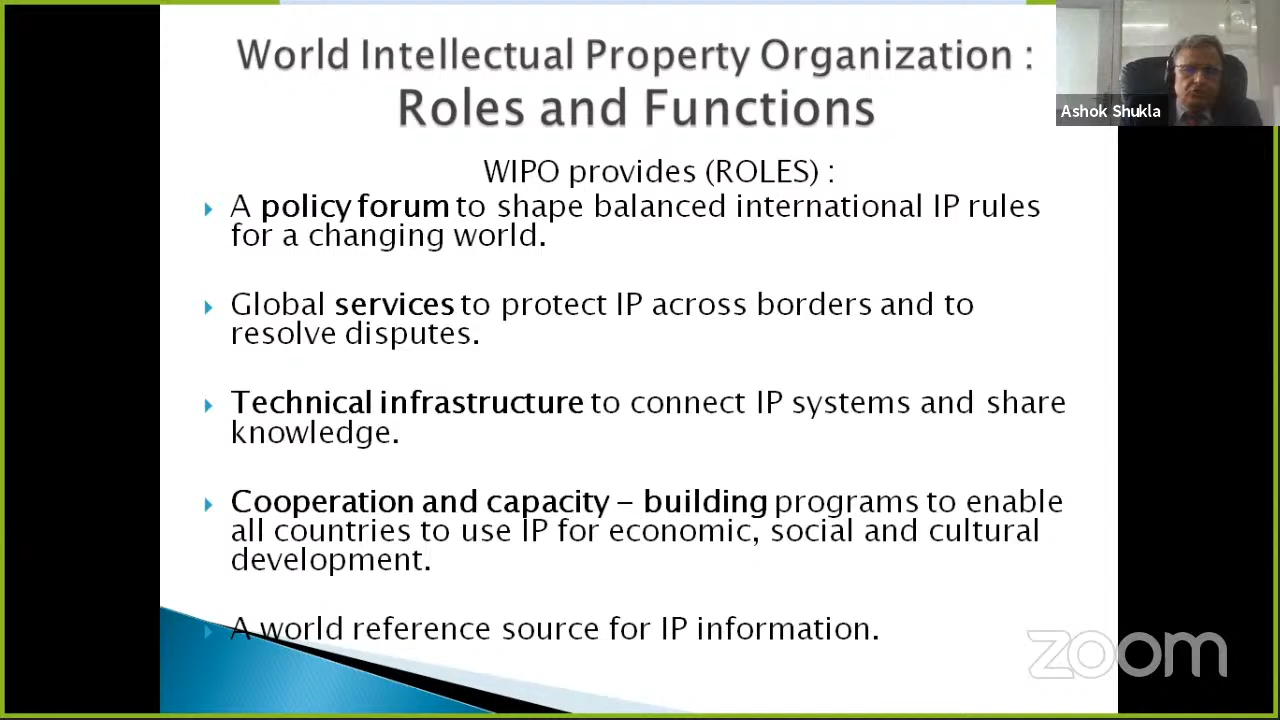 World Intellectual Property Organization :
Roles and Functions
Ashok Shukla
WIPO provides (ROLES) :
A policy forum to shape balanced international IP rules
for a changing world.
Global services to protect IP across borders and to
resolve disputes.
Technical infrastructure to connect IP systems and share
knowledge.
Cooperation and capacity – building programs to enable
all countries to use IP for economic, social and cultural
development.
A world reference source for IP information.
zoom